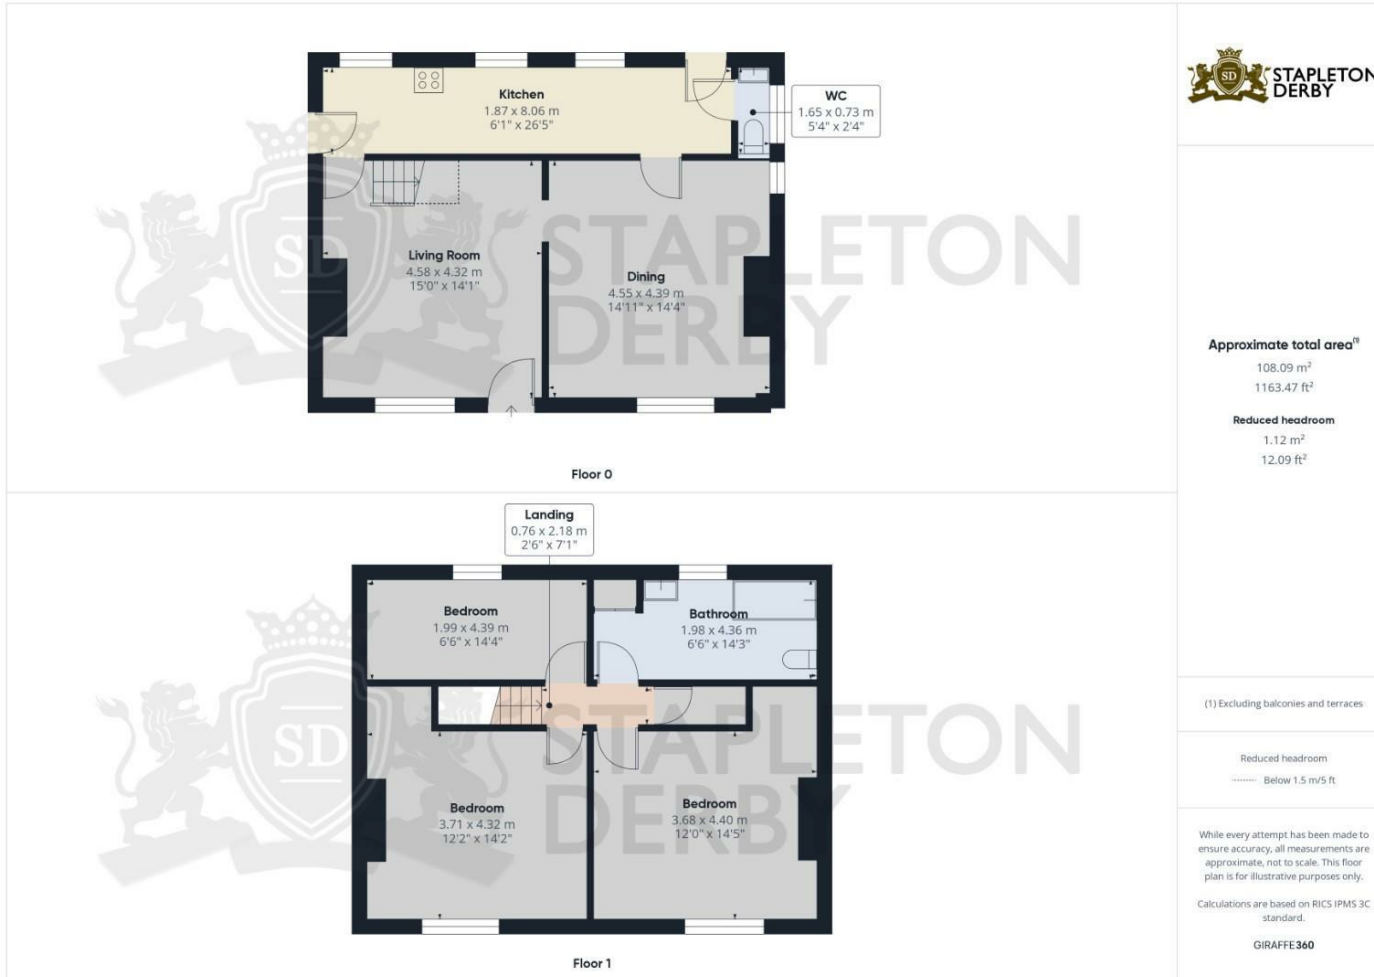 Kitchen
1.87 x 8.06 m
6'1" x 26'5"
WC
1.65 x 0.73 m
5'4" x 2'4"
Living Room
4.58 x 4.32 m
15'0" x 14'1"
Dining
4.55 x 4.39 m
14'11" x 14'4"
SD
STAPLETON
DERBY
Floor 0
Landing
0.76 x 2.18 m
2'6" x 7'1"
Bedroom
1.99 x 4.39 m
6'6" x 14'4"
Bathroom
1.98 x 4.36 m
6'6" x 14'3"
Bedroom
3.71 x 4.32 m
12'2" x 14'2"
Bedroom
3.68 x 4.40 m
12'0" x 14'5"
SD
STAPLETON
DERBY
Floor 1
SD
STAPLETON
DERBY
Approximate total area(1)
108.09 m²
1163.47 ft²
Reduced headroom
1.12 m²
12.09 ft²
(1) Excluding balconies and terraces
Reduced headroom
Below 1.5 m/5 ft
While every attempt has been made to
ensure accuracy, all measurements are
approximate, not to scale. This floor
plan is for illustrative purposes only.
Calculations are based on RICS IPMS 3C
standard.
GIRAFFE360